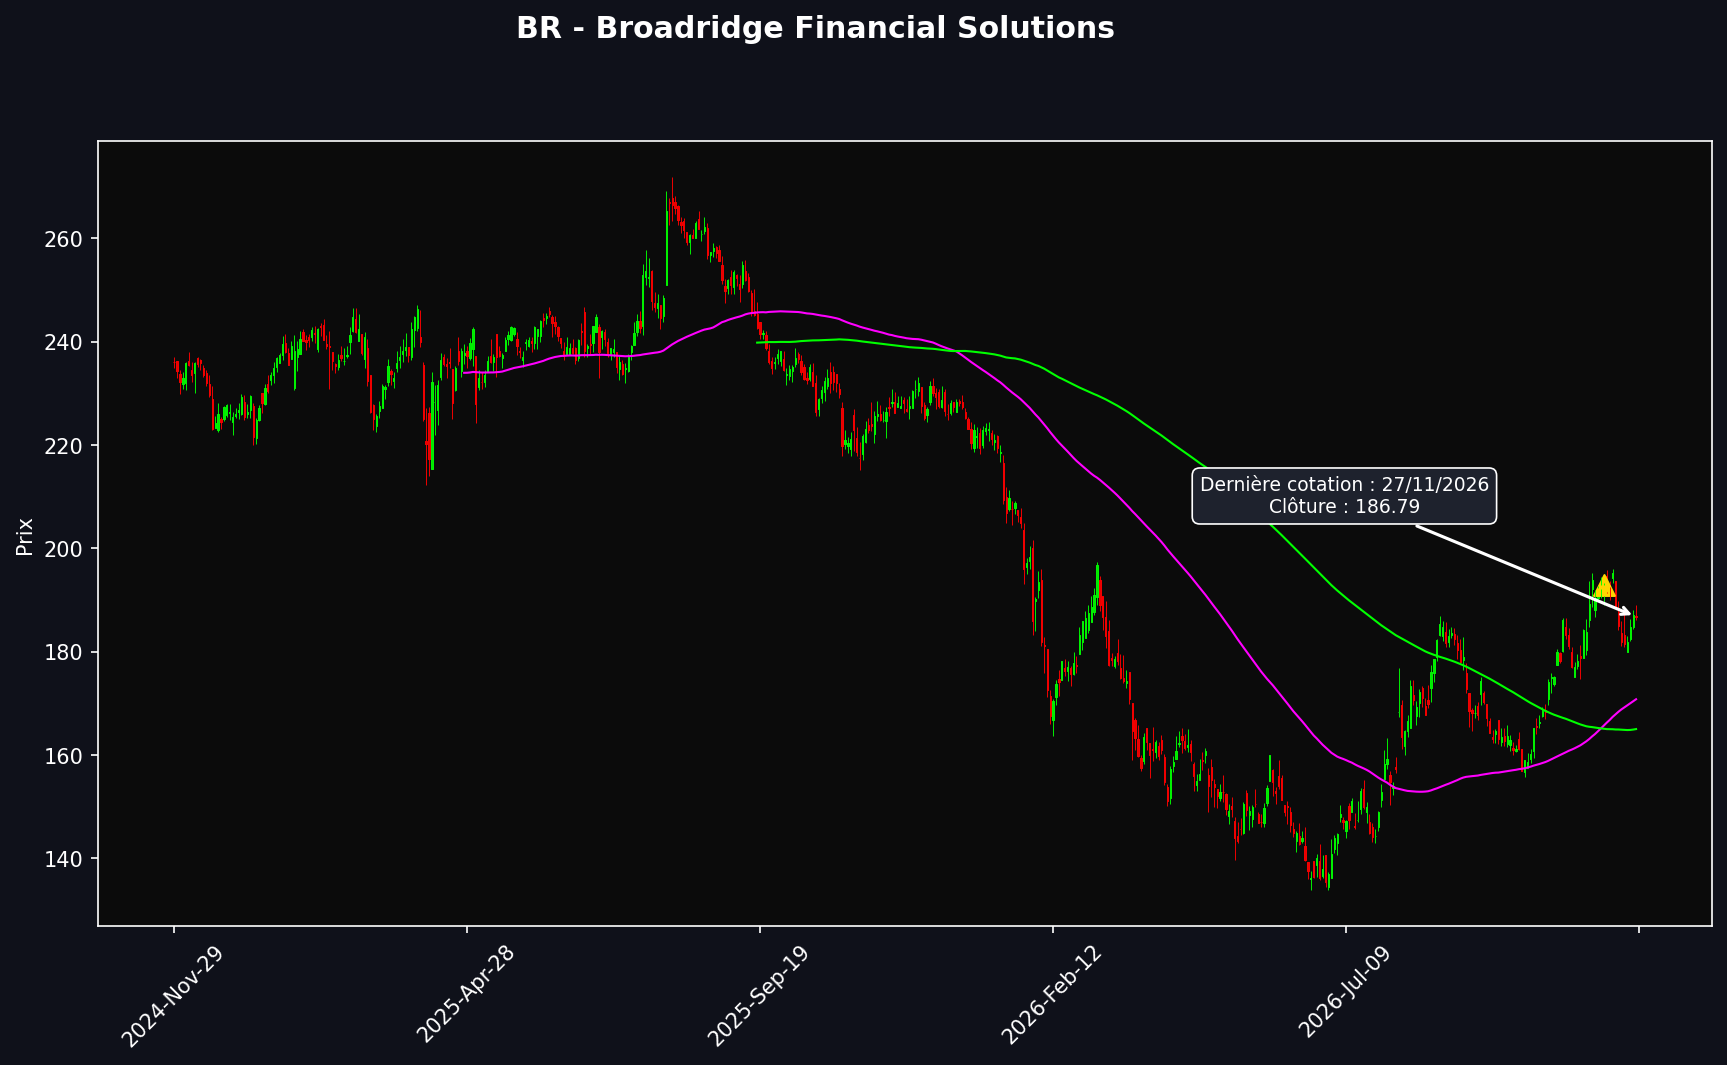 BR - Broadridge Financial Solutions
Prix
260
240
220
200
180
160
140
Dernière cotation : 27/11/2026
Clôture : 186.79
2024-Nov-29
2025-Apr-28
2025-Sep-19
2026-Feb-12
2026-Jul-09